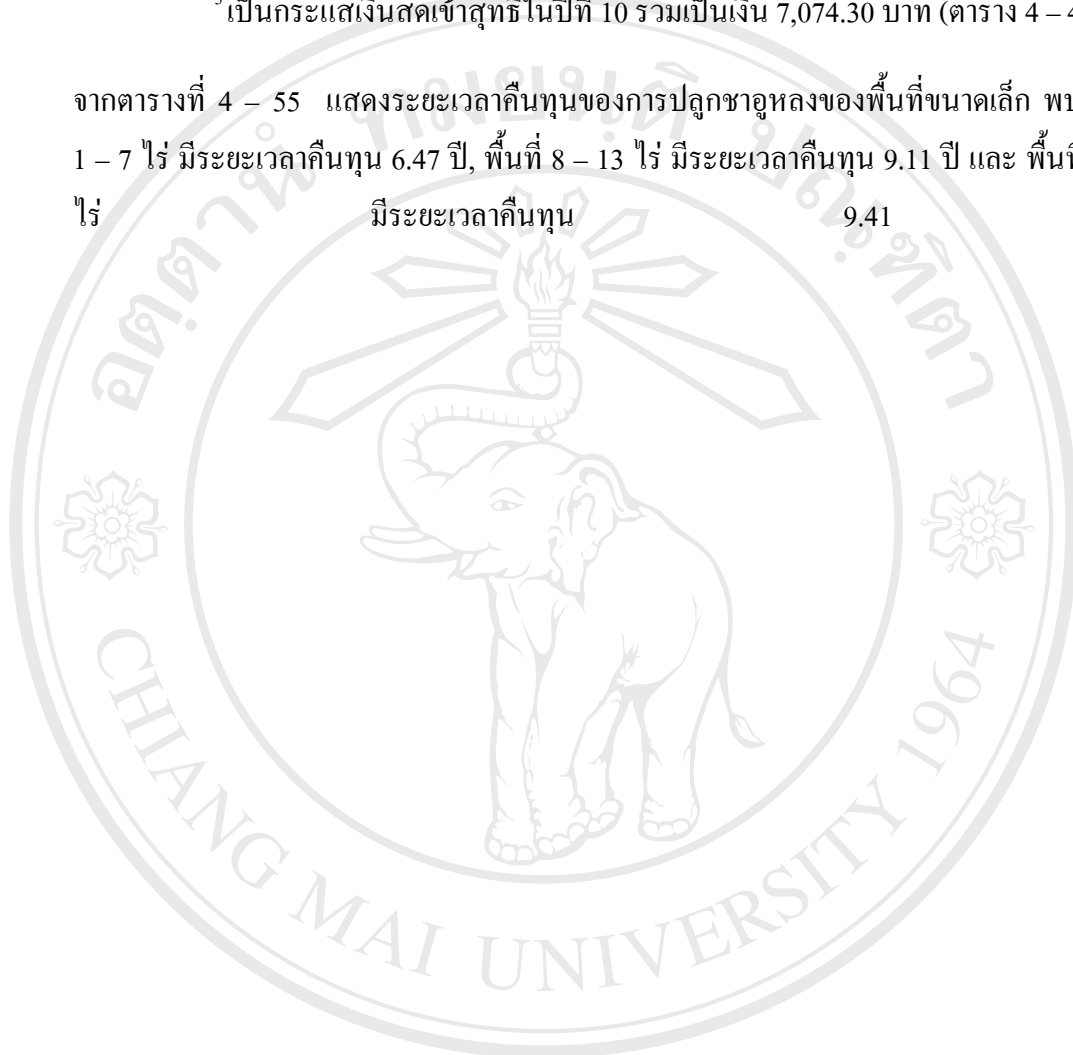 เป็นกระแสเงินสดเข้าสุทธิในปีที่ 10 รวมเป็นเงิน 7,074.30 บาท (ตาราง 4 – 4
จากตารางที่ 4 – 55 แสดงระยะเวลาคืนทุนของการปลูกชาอูหลงของพื้นที่ขนาดเล็ก พบ
1 – 7 ไร่ มีระยะเวลาคืนทุน 6.47 ปี, พื้นที่ 8 – 13 ไร่ มีระยะเวลาคืนทุน 9.11 ปี และ พื้นที่
ไร่ มีระยะเวลาคืนทุน 9.41
CHIANG MAI UNIVERSITY 1964